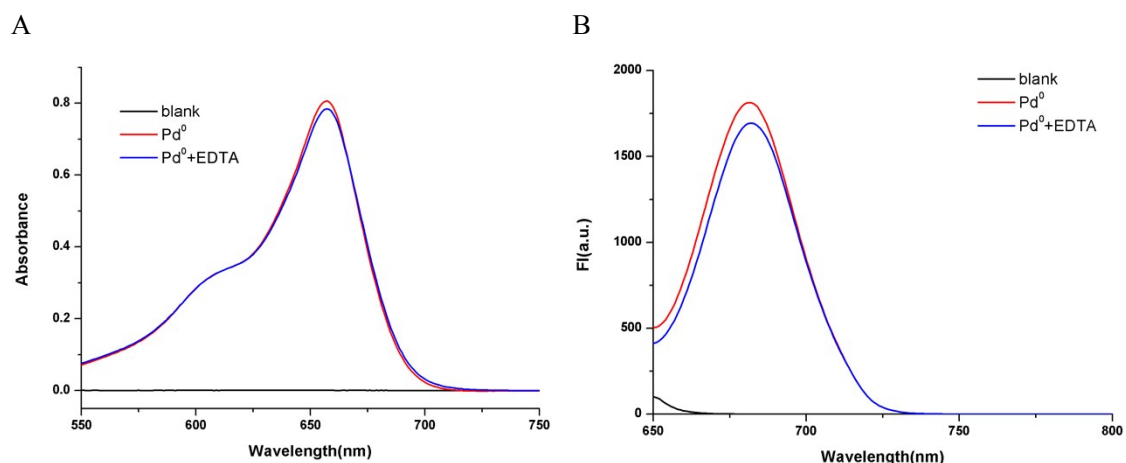 A
B
blank
Pd⁰
Pd⁰+EDTA
Absorbance
0.8
0.6
0.4
0.2
0.0
550
600
650
700
750
Wavelength(nm)
blank
Pd⁰
Pd⁰+EDTA
FI(a.u.)
2000
1500
1000
500
0
650
700
750
800
Wavelength(nm)